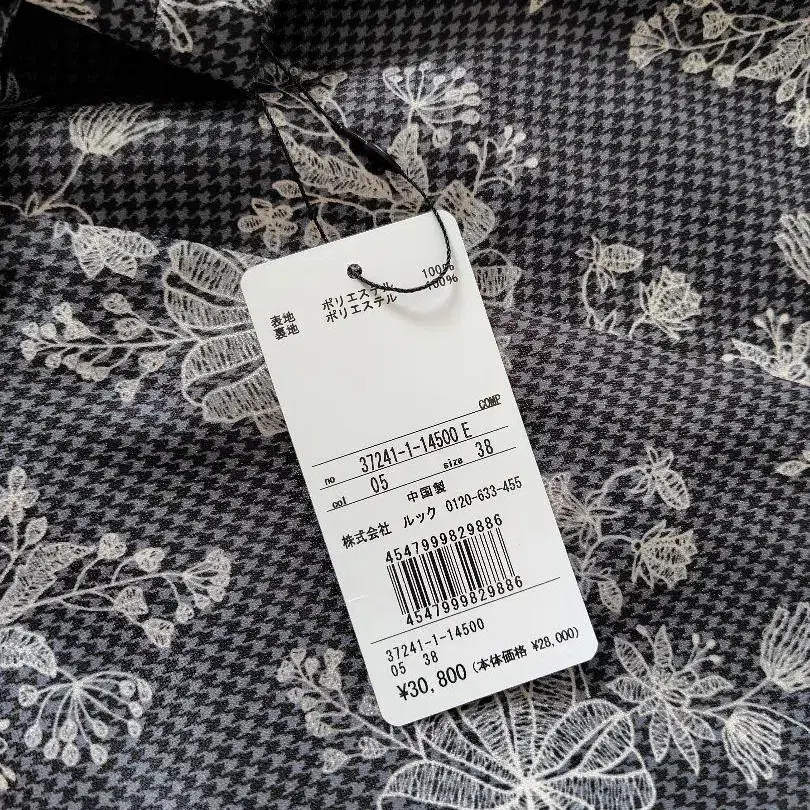 表地 ポリエステル 100%
裏地 ポリエステル 100%
COMP
no 37241-1-14500 E
col 05 size 38
中国製
株式会社 ルック 0120-633-455
4547999829886
4547999829886
37241-1-14500
05 38
¥30,800 (本体価格 ¥28,000)